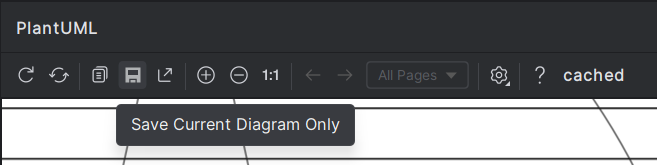 PlantUML
1:1 All Pages ? cached
Save Current Diagram Only